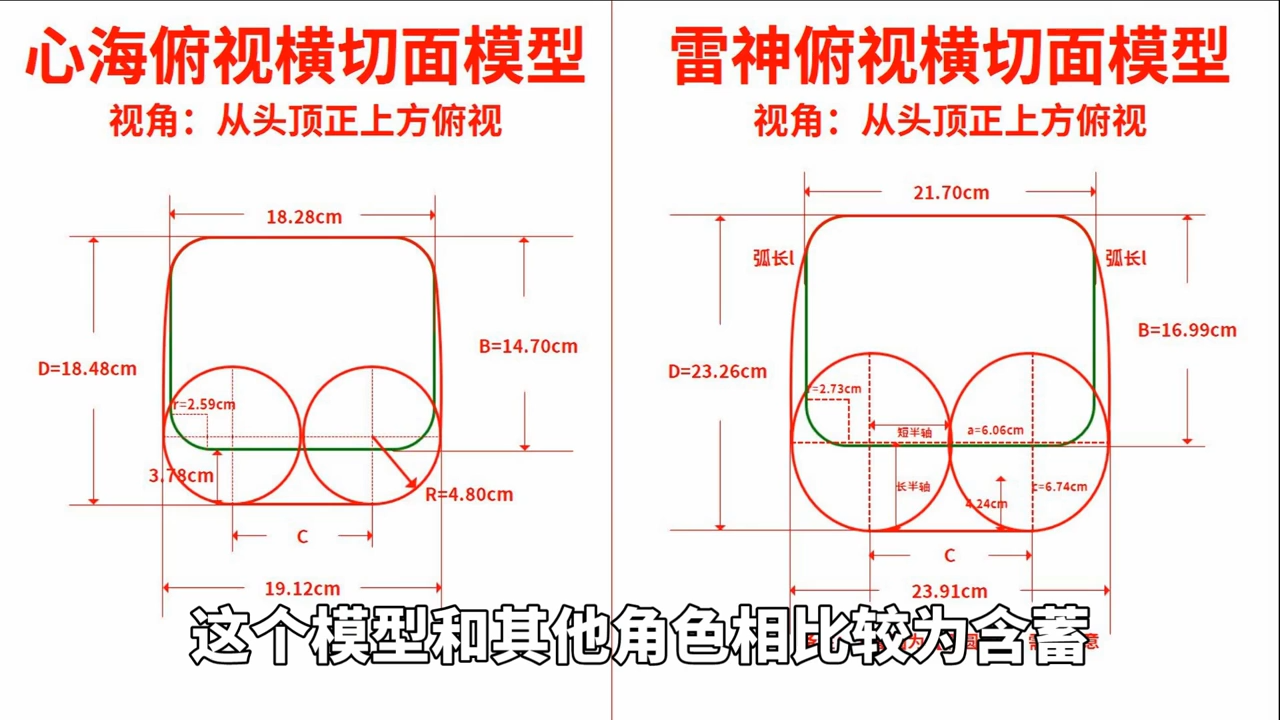 心海俯视横切面模型
视角：从头顶正上方俯视
18.28cm
D=18.48cm
B=14.70cm
r=2.59cm
3.78cm
R=4.80cm
C
19.12cm
雷神俯视横切面模型
视角：从头顶正上方俯视
21.70cm
弧长l
弧长l
D=23.26cm
B=16.99cm
r=2.73cm
短半轴
a=6.06cm
长半轴
c=6.74cm
4.24cm
C
23.91cm
这个模型和其他角色相比较为含蓄